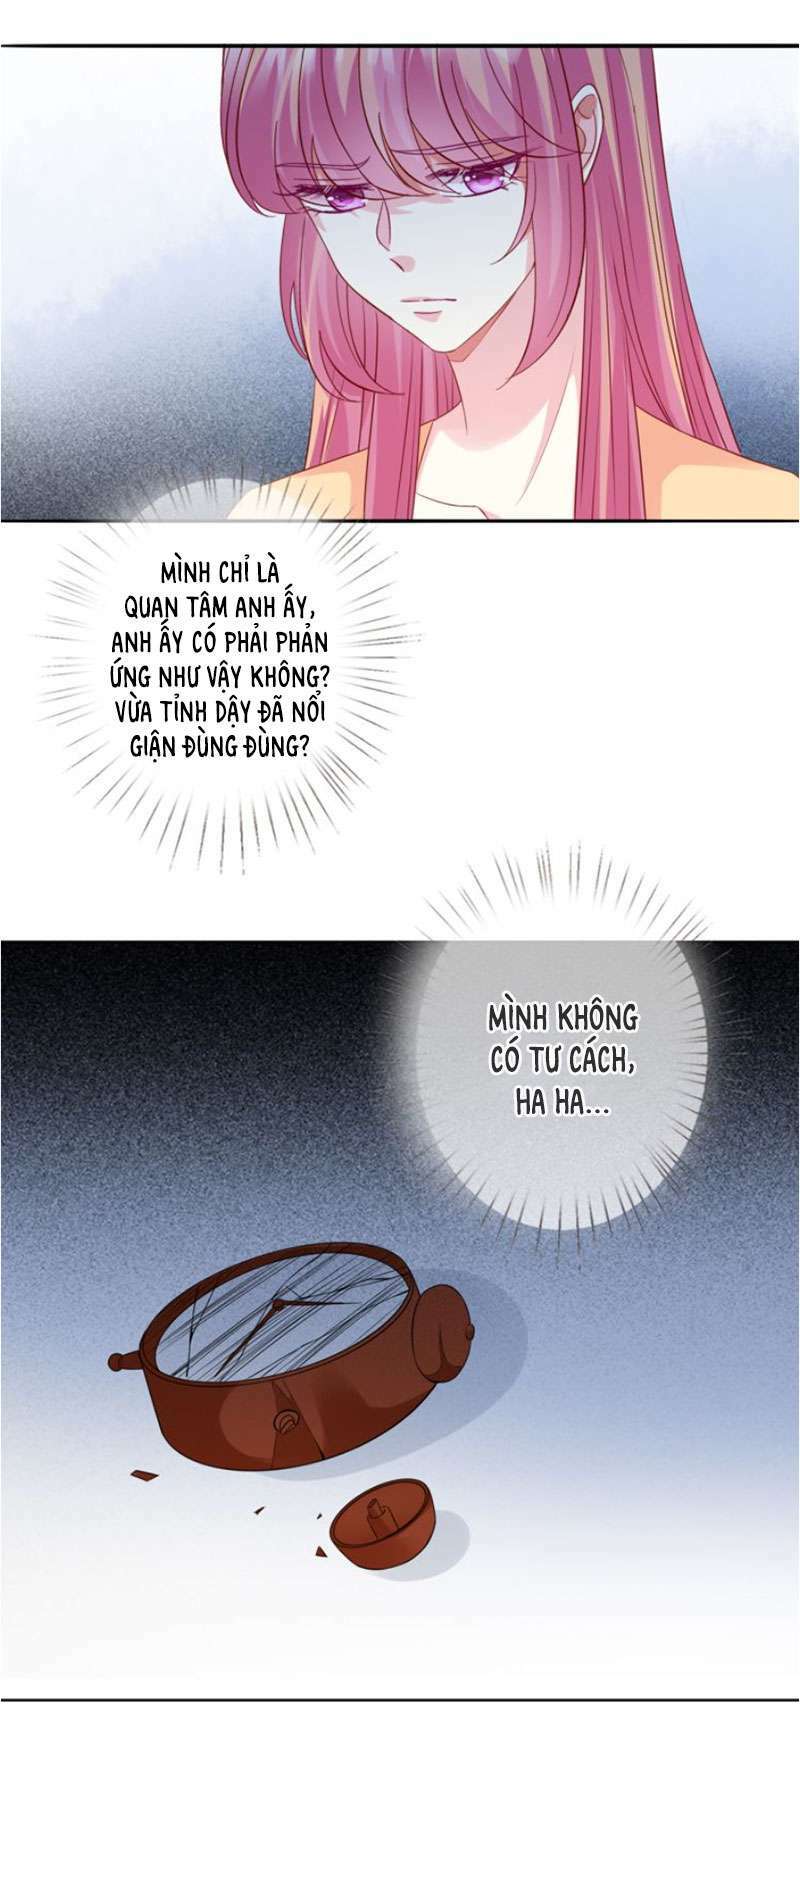 MÌNH CHỈ LÀ
QUAN TÂM ANH ẤY,
ANH ẤY CÓ PHẢI PHẢN
ỨNG NHƯ VẬY KHÔNG?
VỪA TỈNH DẬY ĐÃ NỔI
GIẬN ĐÙNG ĐÙNG?
MÌNH KHÔNG
CÓ TƯ CÁCH,
HA HA...